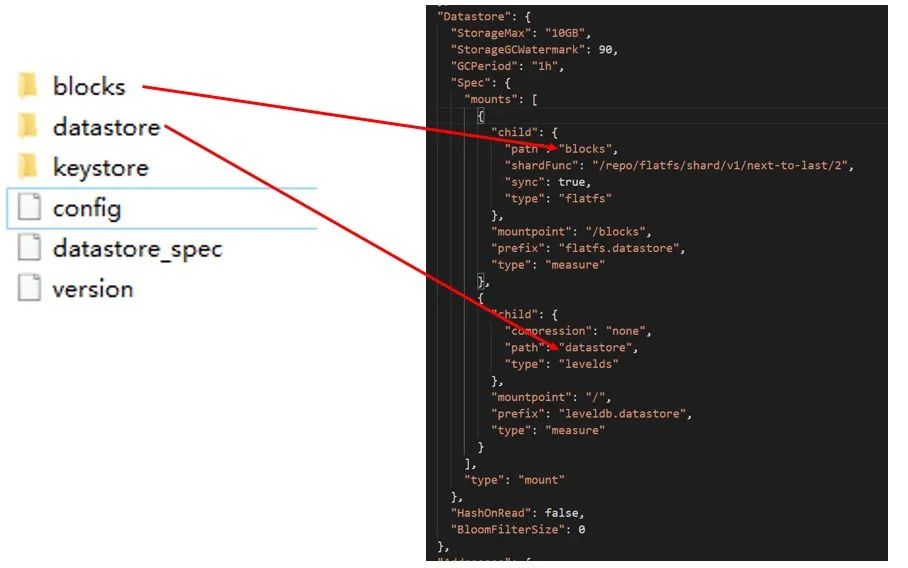 blocks
datastore
keystore
config
datastore_spec
version
"Datastore": {
"StorageMax": "10GB",
"StorageGCWatermark": 90,
"GCPeriod": "1h",
"Spec": {
"mounts": [
{
"child": {
"path": "blocks",
"shardFunc": "/repo/flatfs/shard/v1/next-to-last/2",
"sync": true,
"type": "flatfs"
},
"mountpoint": "/blocks",
"prefix": "flatfs.datastore",
"type": "measure"
},
{
"child": {
"compression": "none",
"path": "datastore",
"type": "levelds"
},
"mountpoint": "/",
"prefix": "leveldb.datastore",
"type": "measure"
}
],
"type": "mount"
},
"HashOnRead": false,
"BloomFilterSize": 0
},